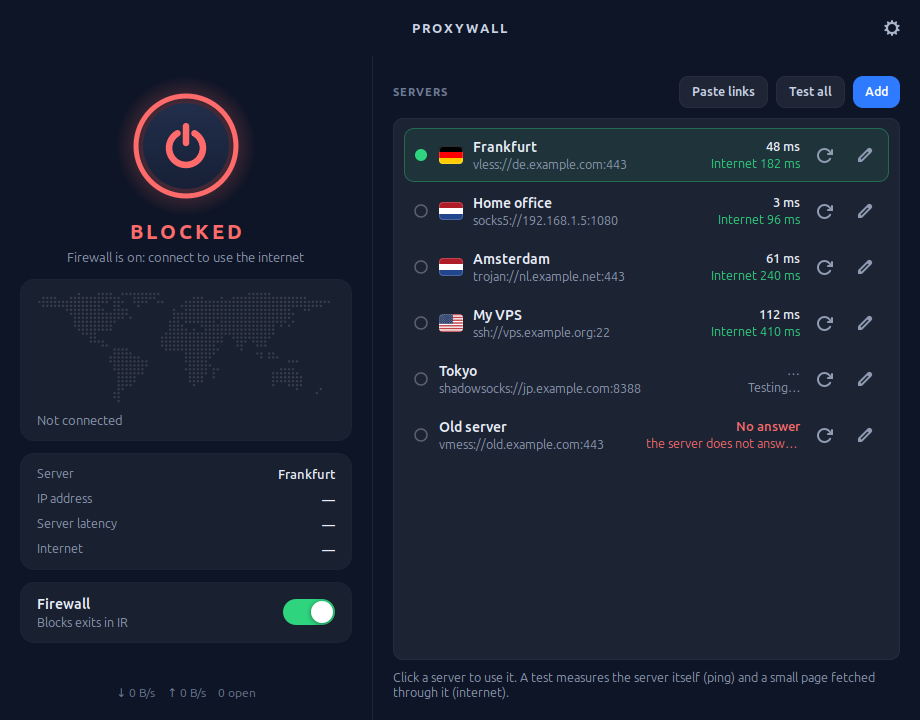 PROXYWALL
BLOCKED
Firewall is on: connect to use the internet
Not connected
Server Frankfurt
IP address —
Server latency —
Internet —
Firewall
Blocks exits in IR
↓ 0 B/s ↑ 0 B/s 0 open
SERVERS Paste links Test all Add
Frankfurt 48 ms
vless://de.example.com:443 Internet 182 ms
Home office 3 ms
socks5://192.168.1.5:1080 Internet 96 ms
Amsterdam 61 ms
trojan://nl.example.net:443 Internet 240 ms
My VPS 112 ms
ssh://vps.example.org:22 Internet 410 ms
Tokyo ...
shadowsocks://jp.example.com:8388 Testing...
Old server No answer
vmess://old.example.com:443 the server does not answ...
Click a server to use it. A test measures the server itself (ping) and a small page fetched
through it (internet).